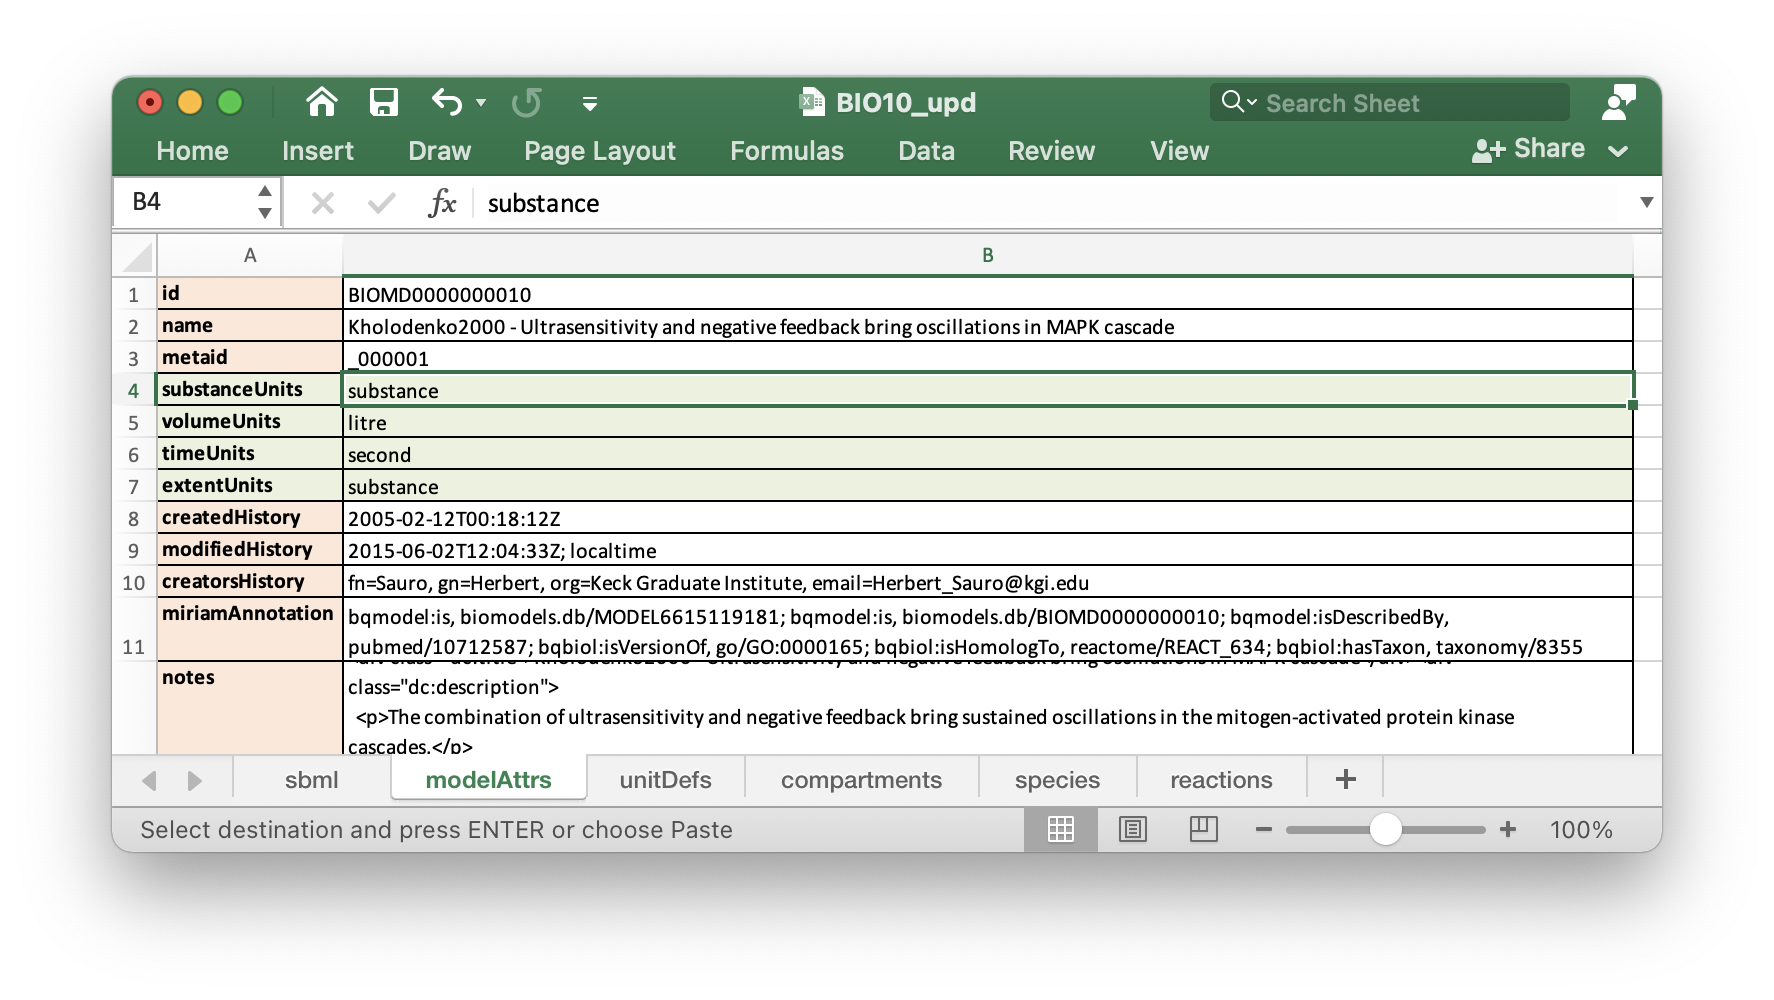 BIO10_upd
Search Sheet
Home Insert Draw Page Layout Formulas Data Review View Share
B4 fx substance
A B
1 id BIOMD0000000010
2 name Kholodenko2000 - Ultrasensitivity and negative feedback bring oscillations in MAPK cascade
3 metaid _000001
4 substanceUnits substance
5 volumeUnits litre
6 timeUnits second
7 extentUnits substance
8 createdHistory 2005-02-12T00:18:12Z
9 modifiedHistory 2015-06-02T12:04:33Z; localtime
10 creatorsHistory fn=Sauro, gn=Herbert, org=Keck Graduate Institute, email=Herbert_Sauro@kgi.edu
miriamAnnotation bqmodel:is, biomodels.db/MODEL6615119181; bqmodel:is, biomodels.db/BIOMD0000000010; bqmodel:isDescribedBy,
11 pubmed/10712587; bqbiol:isVersionOf, go/GO:0000165; bqbiol:isHomologTo, reactome/REACT_634; bqbiol:hasTaxon, taxonomy/8355
notes class="dc:description">
<p>The combination of ultrasensitivity and negative feedback bring sustained oscillations in the mitogen-activated protein kinase
cascades.</p>
sbml modelAttrs unitDefs compartments species reactions +
Select destination and press ENTER or choose Paste 100%